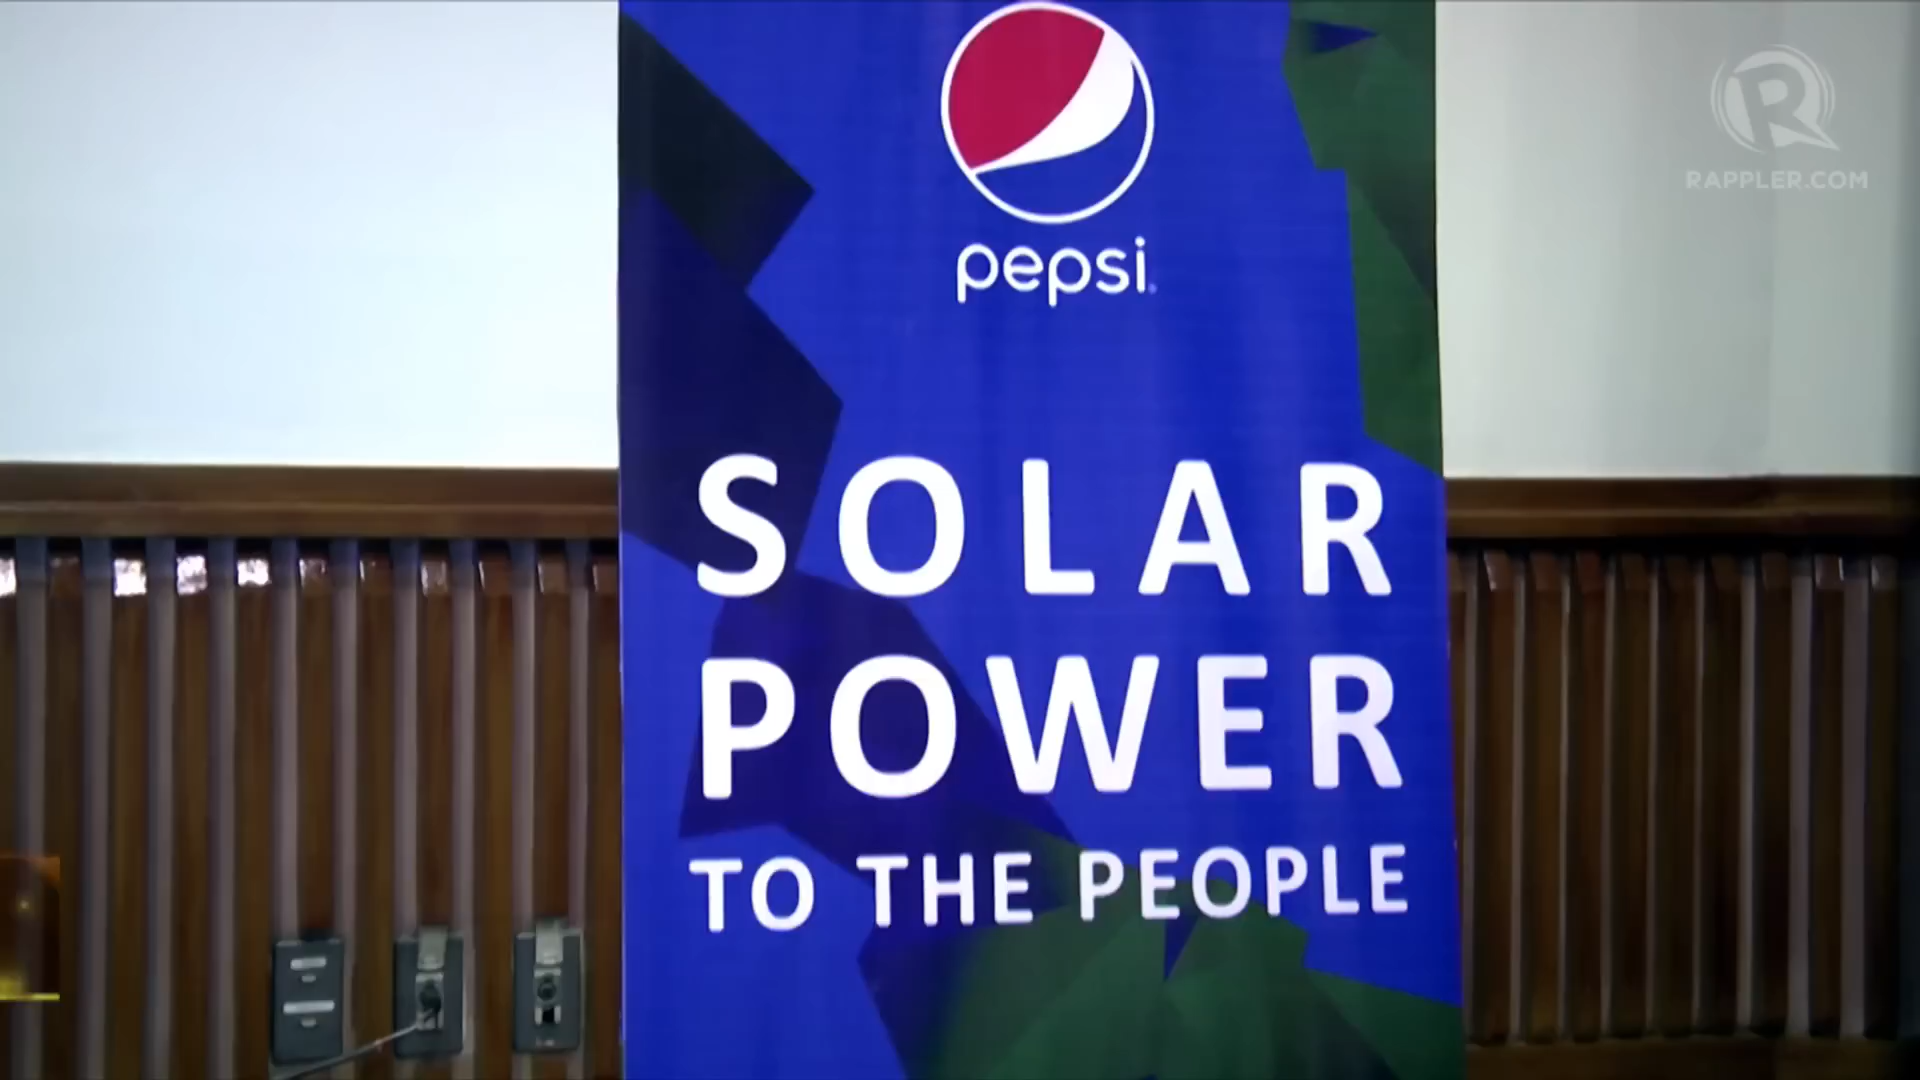 pepsi
RAPPLER.COM
SOLAR
POWER
TO THE PEOPLE